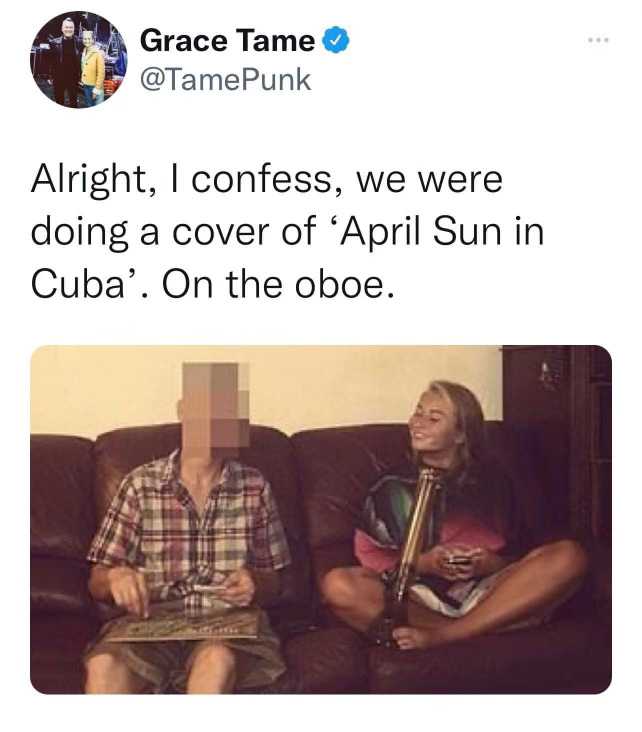 Grace Tame
@TamePunk
Alright, I confess, we were
doing a cover of ‘April Sun in
Cuba’. On the oboe.